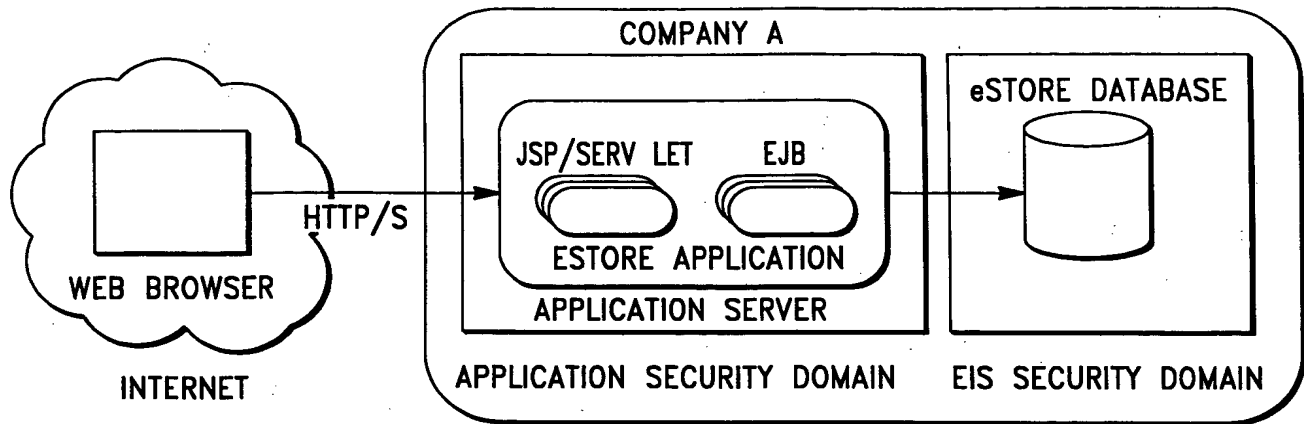 COMPANY A
eSTORE DATABASE
JSP/SERV LET
EJB
HTTP/S
ESTORE APPLICATION
WEB BROWSER
APPLICATION SERVER
INTERNET
APPLICATION SECURITY DOMAIN
EIS SECURITY DOMAIN